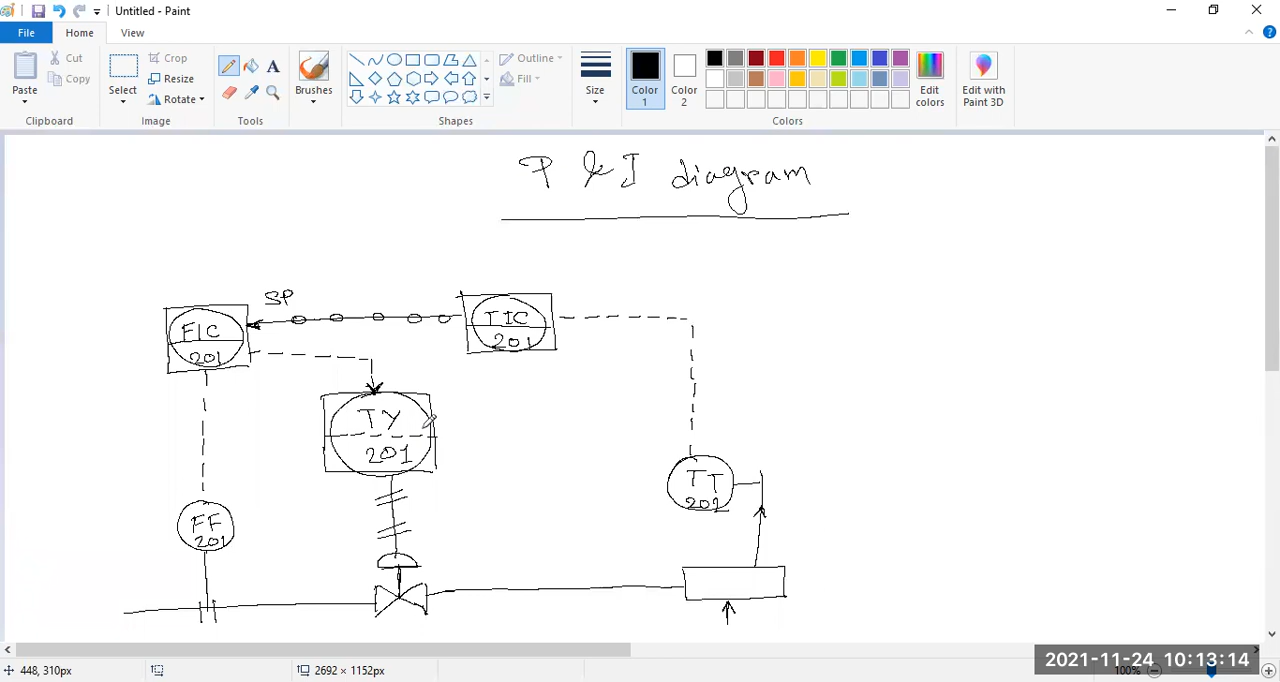 Untitled - Paint
File
Home
View
Paste
Cut
Copy
Clipboard
Select
Crop
Resize
Rotate
Image
A
Tools
Brushes
Shapes
Outline
Fill
Size
Color 1
Color 2
Colors
Edit colors
Edit with Paint 3D
P & I diagram
SP
FIC
201
TIC
201
TY
201
TT
201
FF
201
448, 310px
2692 × 1152px
100%
2021-11-24 10:13:14